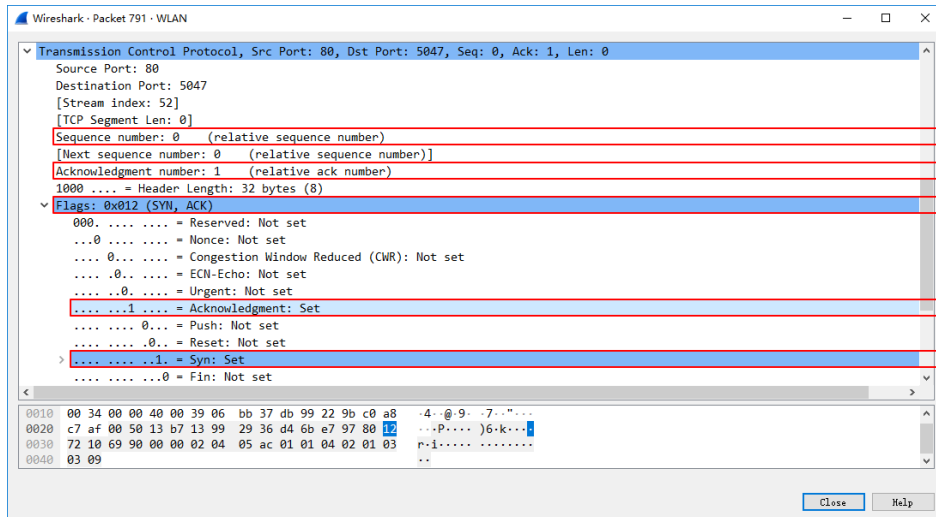 Wireshark · Packet 791 · WLAN
Transmission Control Protocol, Src Port: 80, Dst Port: 5047, Seq: 0, Ack: 1, Len: 0
Source Port: 80
Destination Port: 5047
[Stream index: 52]
[TCP Segment Len: 0]
Sequence number: 0    (relative sequence number)
[Next sequence number: 0    (relative sequence number)]
Acknowledgment number: 1    (relative ack number)
1000 .... = Header Length: 32 bytes (8)
Flags: 0x012 (SYN, ACK)
000. .... .... = Reserved: Not set
...0 .... .... = Nonce: Not set
.... 0... .... = Congestion Window Reduced (CWR): Not set
.... .0.. .... = ECN-Echo: Not set
.... ..0. .... = Urgent: Not set
.... ...1 .... = Acknowledgment: Set
.... .... 0... = Push: Not set
.... .... .0.. = Reset: Not set
.... .... ..1. = Syn: Set
.... .... ...0 = Fin: Not set
0010  00 34 00 00 40 00 39 06  bb 37 db 99 22 9b c0 a8  ·4··@·9· ·7··"···
0020  c7 af 00 50 13 b7 13 99  29 36 d4 6b e7 97 80 12  ···P···· )6·k····
0030  72 10 69 90 00 00 02 04  05 ac 01 01 04 02 01 03  r·i····· ········
0040  03 09  ··
Close Help